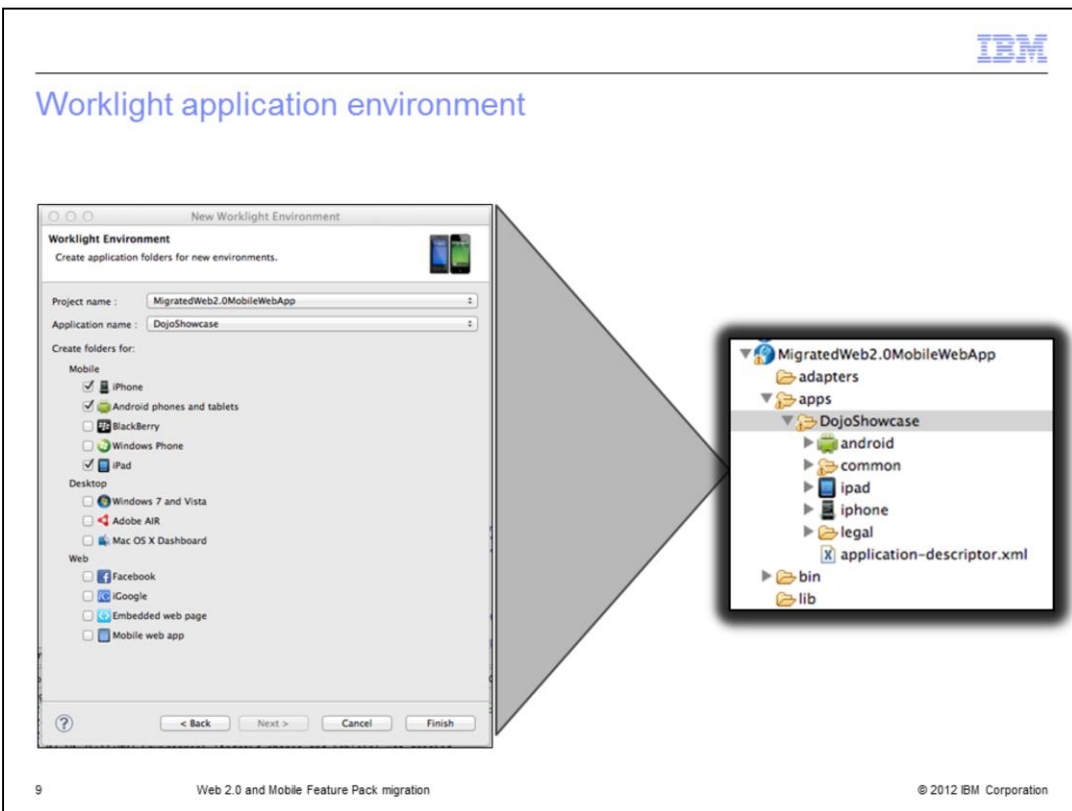 IBM
Worklight application environment
New Worklight Environment
Worklight Environment
Create application folders for new environments.
Project name :
MigratedWeb2.0MobileWebApp
Application name :
DojoShowcase
Create folders for:
Mobile
iPhone
Android phones and tablets
BlackBerry
Windows Phone
iPad
Desktop
Windows 7 and Vista
Adobe AIR
Mac OS X Dashboard
Web
Facebook
iGoogle
Embedded web page
Mobile web app
? < Back Next > Cancel Finish
MigratedWeb2.0MobileWebApp
adapters
apps
DojoShowcase
android
common
ipad
iphone
legal
application-descriptor.xml
bin
lib
9 Web 2.0 and Mobile Feature Pack migration © 2012 IBM Corporation